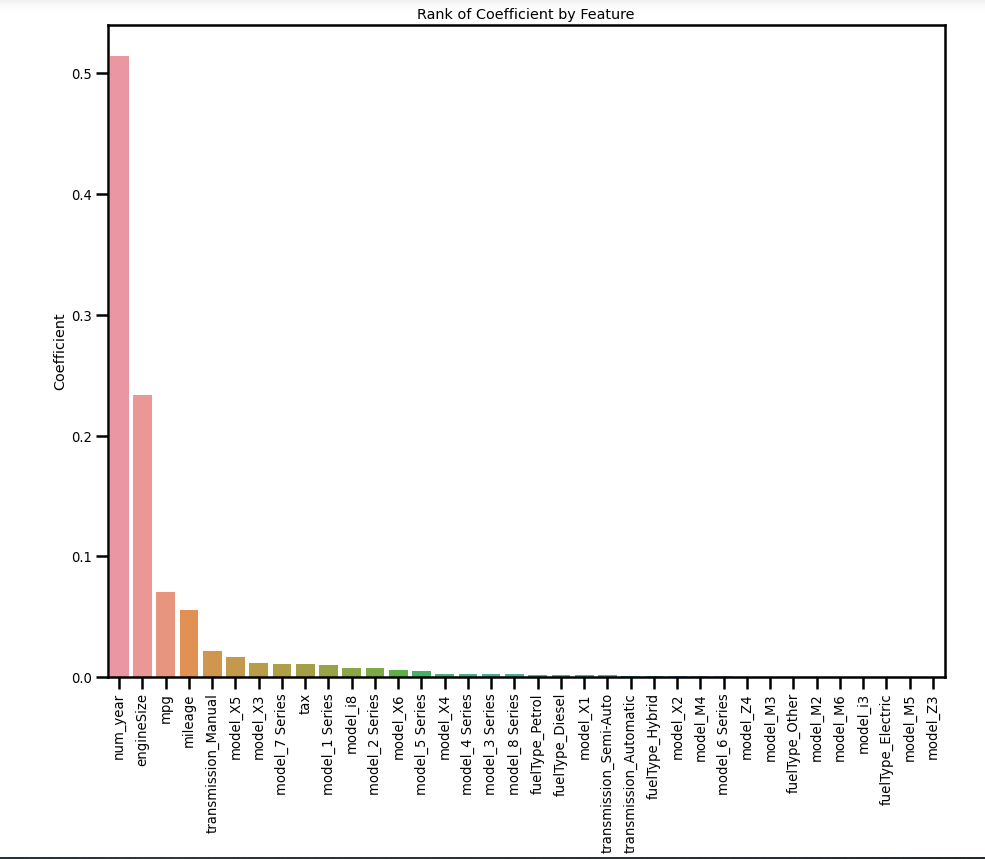 Rank of Coefficient by Feature
Coefficient
0.5
0.4
0.3
0.2
0.1
0.0
num_year
engineSize
mpg
mileage
transmission_Manual
model_X5
model_X3
model_7 Series
tax
model_1 Series
model_i8
model_2 Series
model_X6
model_5 Series
model_X4
model_4 Series
model_3 Series
model_8 Series
fuelType_Petrol
fuelType_Diesel
model_X1
transmission_Semi-Auto
transmission_Automatic
fuelType_Hybrid
model_X2
model_M4
model_6 Series
model_Z4
model_M3
fuelType_Other
model_M2
model_M6
model_i3
fuelType_Electric
model_M5
model_Z3